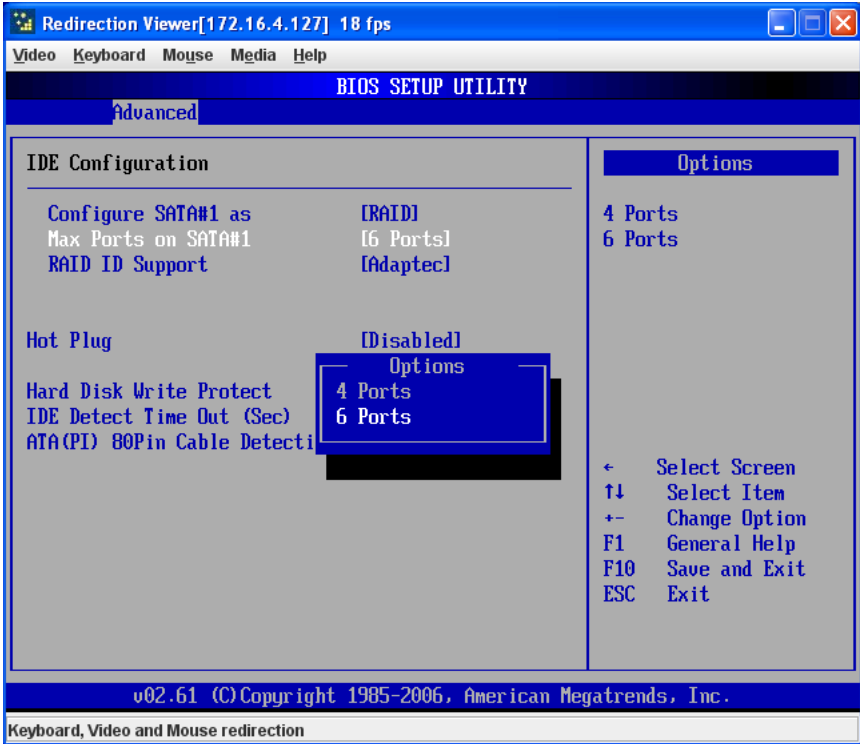 Redirection Viewer[172.16.4.127] 18 fps
Video Keyboard Mouse Media Help
BIOS SETUP UTILITY
Advanced
IDE Configuration
Configure SATA#1 as [RAID]
Max Ports on SATA#1 [6 Ports]
RAID ID Support [Adaptec]
Hot Plug [Disabled]
Hard Disk Write Protect
IDE Detect Time Out (Sec)
ATA(PI) 80Pin Cable Detecti
Options
4 Ports
6 Ports
Options
4 Ports
6 Ports
← Select Screen
↑↓ Select Item
+- Change Option
F1 General Help
F10 Save and Exit
ESC Exit
v02.61 (C)Copyright 1985-2006, American Megatrends, Inc.
Keyboard, Video and Mouse redirection